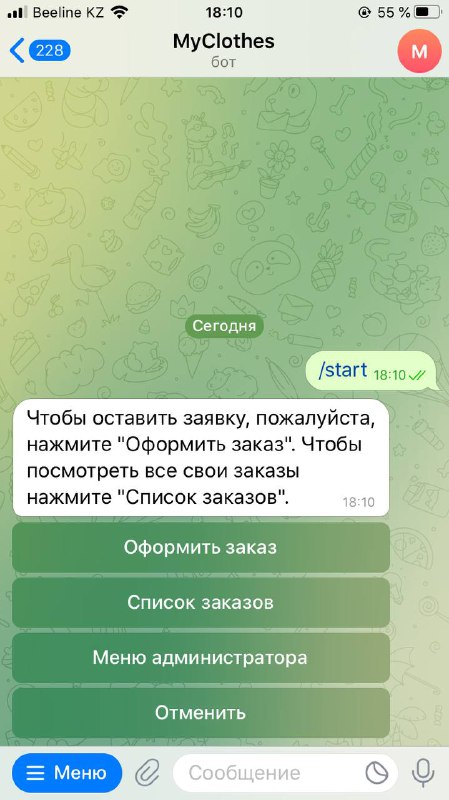 Beeline KZ 18:10 55 %
228 MyClothes M
бот
Сегодня
/start 18:10
Чтобы оставить заявку, пожалуйста,
нажмите "Оформить заказ". Чтобы
посмотреть все свои заказы
нажмите "Список заказов". 18:10
Оформить заказ
Список заказов
Меню администратора
Отменить
Меню Сообщение